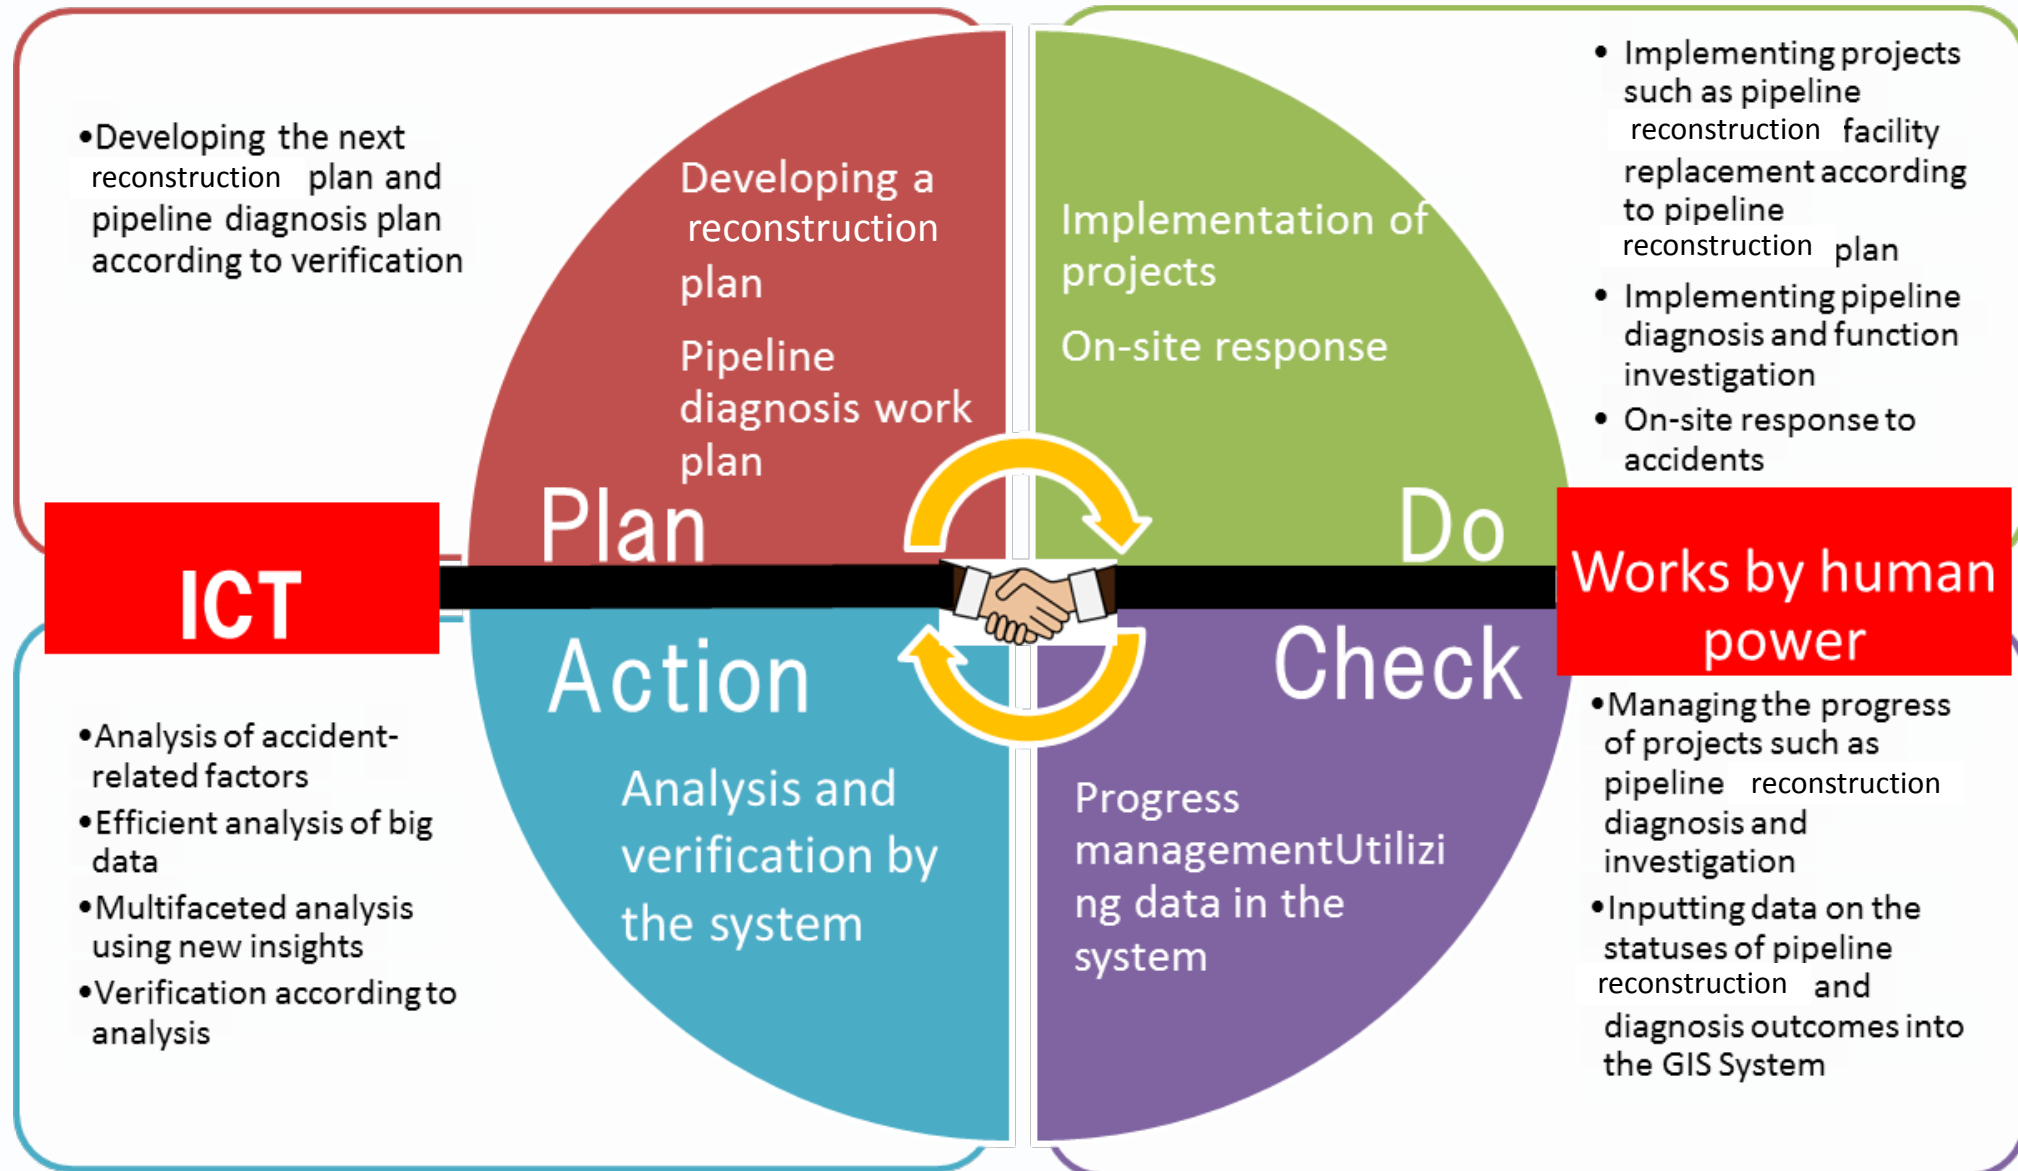 •Developing the next
reconstruction plan and
pipeline diagnosis plan
according to verification
Developing a
reconstruction
plan
Pipeline
diagnosis work
plan
Plan
Implementation of
projects
On-site response
Do
• Implementing projects
such as pipeline
reconstruction facility
replacement according
to pipeline
reconstruction plan
• Implementing pipeline
diagnosis and function
investigation
• On-site response to
accidents
ICT
Works by human
power
Action
Analysis and
verification by
the system
•Analysis of accident-
related factors
•Efficient analysis of big
data
•Multifaceted analysis
using new insights
•Verification according to
analysis
Check
Progress
managementUtilizi
ng data in the
system
•Managing the progress
of projects such as
pipeline reconstruction
diagnosis and
investigation
•Inputting data on the
statuses of pipeline
reconstruction and
diagnosis outcomes into
the GIS System